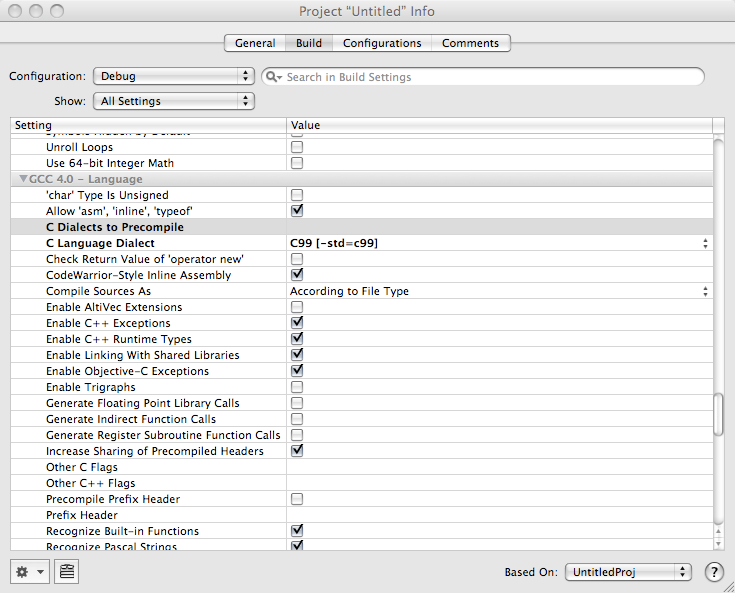 Project “Untitled” Info
General Build Configurations Comments
Configuration: Debug Search in Build Settings
Show: All Settings
Setting Value
Symbols Hidden by Default
Unroll Loops
Use 64-bit Integer Math
GCC 4.0 – Language
'char' Type Is Unsigned
Allow 'asm', 'inline', 'typeof'
C Dialects to Precompile
C Language Dialect C99 [-std=c99]
Check Return Value of 'operator new'
CodeWarrior-Style Inline Assembly
Compile Sources As According to File Type
Enable AltiVec Extensions
Enable C++ Exceptions
Enable C++ Runtime Types
Enable Linking With Shared Libraries
Enable Objective-C Exceptions
Enable Trigraphs
Generate Floating Point Library Calls
Generate Indirect Function Calls
Generate Register Subroutine Function Calls
Increase Sharing of Precompiled Headers
Other C Flags
Other C++ Flags
Precompile Prefix Header
Prefix Header
Recognize Built-in Functions
Recognize Pascal Strings
Based On: UntitledProj ?